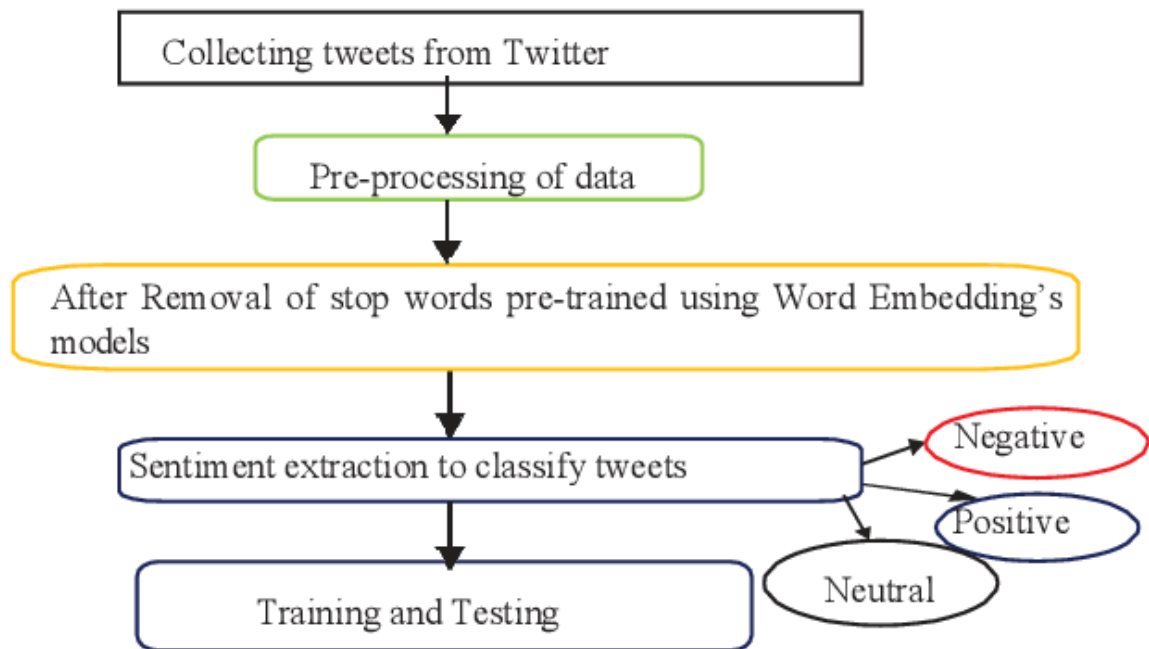 Collecting tweets from Twitter
Pre-processing of data
After Removal of stop words pre-trained using Word Embedding's
models
Sentiment extraction to classify tweets
Negative
Positive
Neutral
Training and Testing